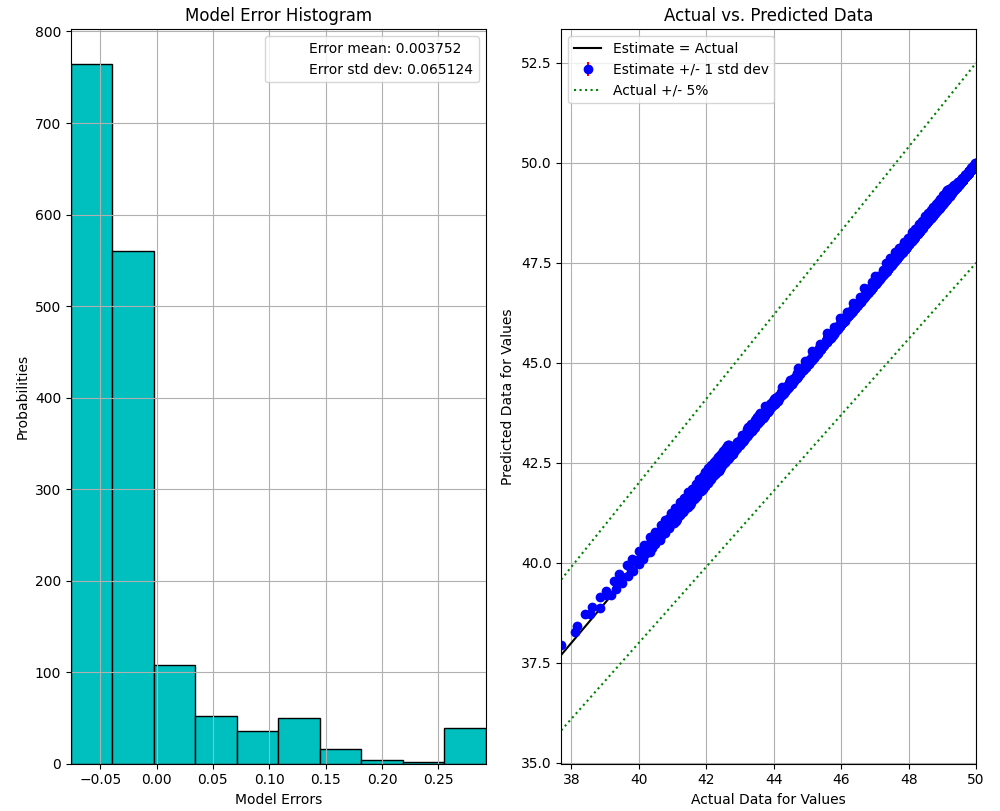 Model Error Histogram
Error mean: 0.003752
Error std dev: 0.065124
800
700
600
500
400
300
200
100
0
Probabilities
−0.05 0.00 0.05 0.10 0.15 0.20 0.25
Model Errors
Actual vs. Predicted Data
Estimate = Actual
Estimate +/- 1 std dev
Actual +/- 5%
52.5
50.0
47.5
45.0
42.5
40.0
37.5
35.0
Predicted Data for Values
38 40 42 44 46 48 50
Actual Data for Values